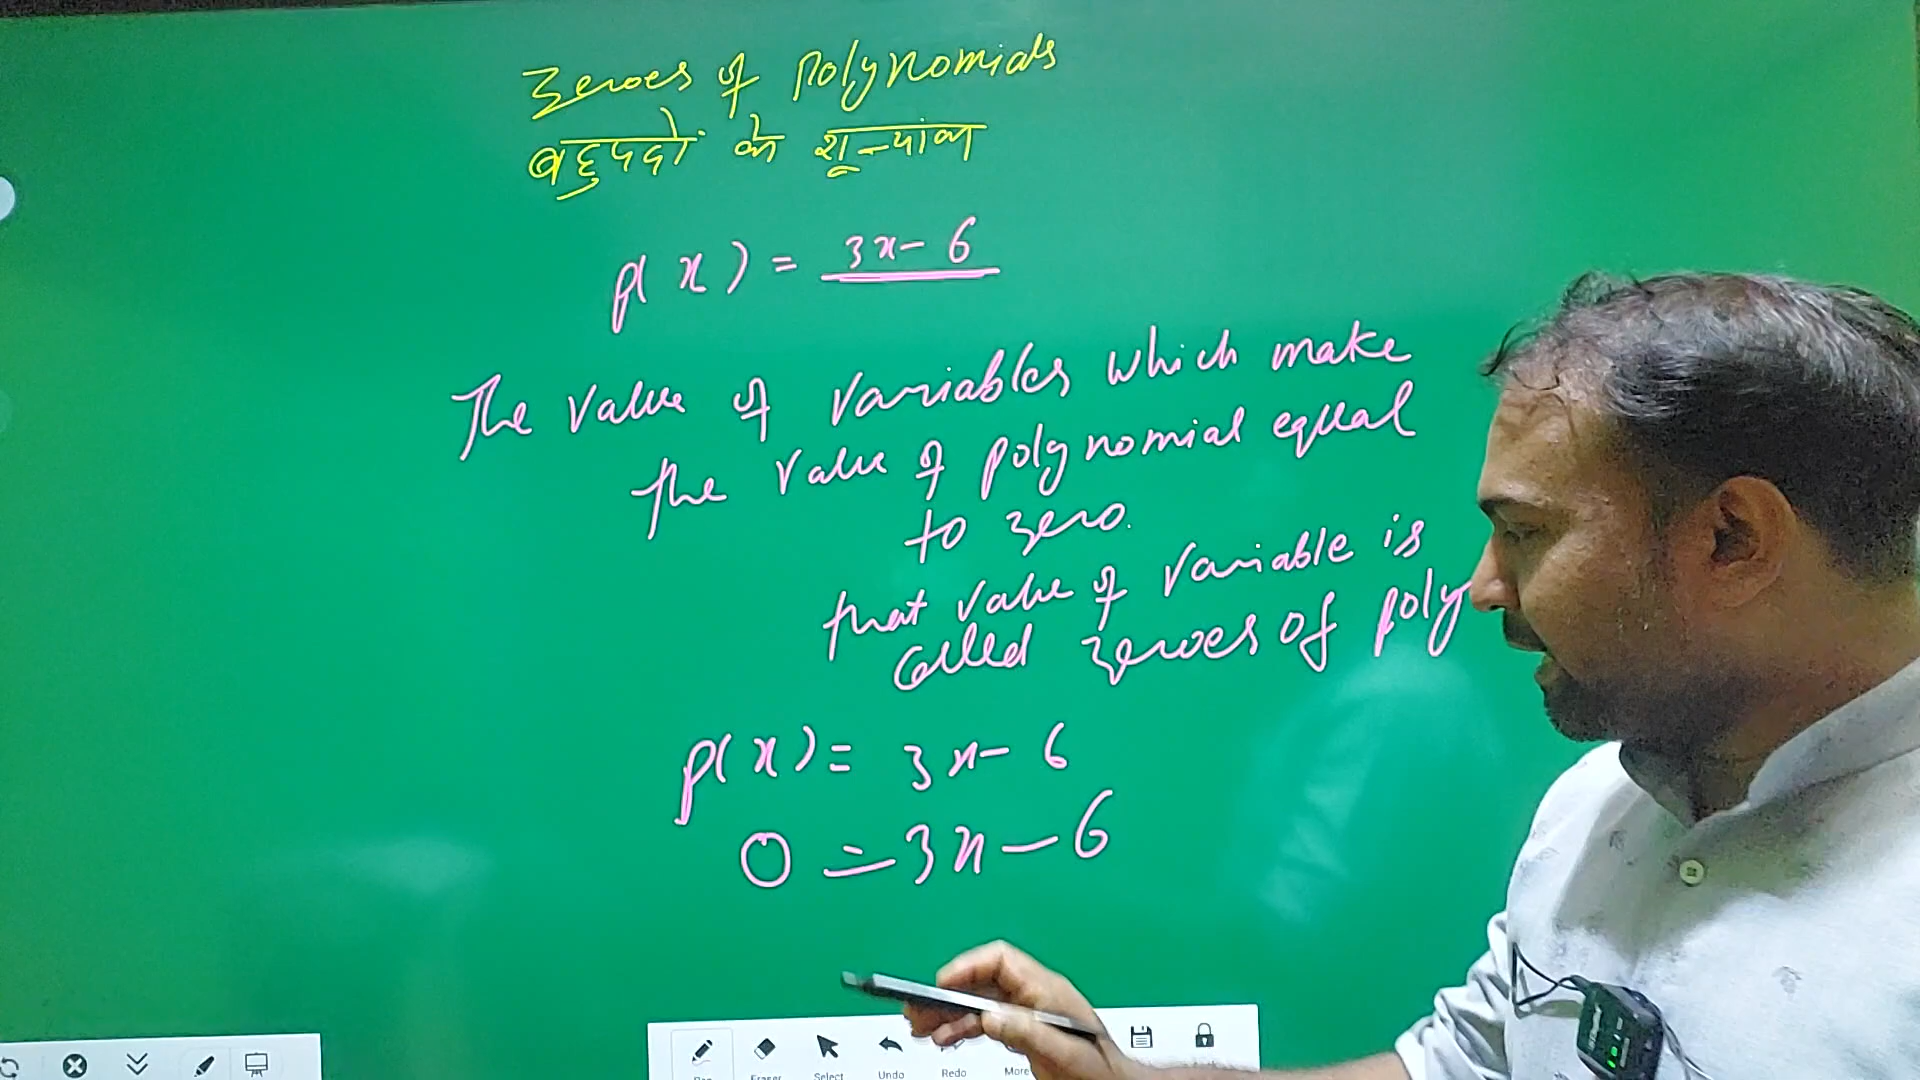 Zeroes of Polynomials
बहुपदों के शून्यांक
p(x) = 3x - 6
The value of variables which make
the value of polynomial equal
to zero.
that value of variable is
called zeroes of poly
p(x) = 3x - 6
0 = 3x - 6
Eraser
Select
Undo
Redo
More